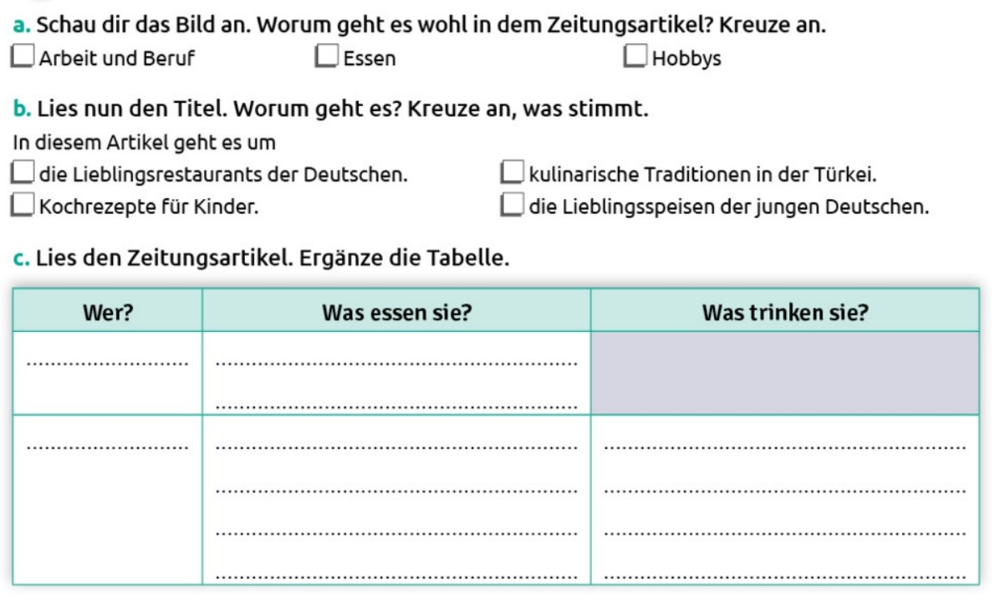 a. Schau dir das Bild an. Worum geht es wohl in dem Zeitungsartikel? Kreuze an.
Arbeit und Beruf Essen Hobbys
b. Lies nun den Titel. Worum geht es? Kreuze an, was stimmt.
In diesem Artikel geht es um
die Lieblingsrestaurants der Deutschen. kulinarische Traditionen in der Türkei.
Kochrezepte für Kinder. die Lieblingsspeisen der jungen Deutschen.
c. Lies den Zeitungsartikel. Ergänze die Tabelle.
Wer? Was essen sie? Was trinken sie?